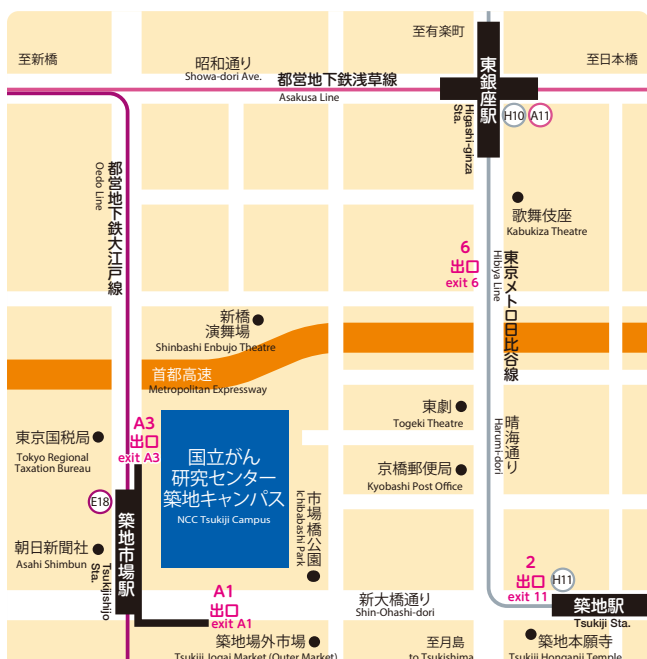 至有楽町
至新橋
昭和通り
Showa-dori Ave.
都営地下鉄浅草線
Asakusa Line
至日本橋
東銀座駅
Higashi-ginza
Sta.
H10
A11
都営地下鉄大江戸線
Oedo Line
歌舞伎座
Kabukiza Theatre
6
出口
exit 6
東京メトロ日比谷線
Hibiya Line
新橋
演舞場
Shinbashi Enbujo Theatre
首都高速
Metropolitan Expressway
A3
出口
exit A3
東京国税局
Tokyo Regional
Taxation Bureau
国立がん
研究センター
築地キャンパス
NCC Tsukiji Campus
東劇
Togeki Theatre
晴海通り
Harumi-dori
京橋郵便局
Kyobashi Post Office
市場橋公園
Ichibabashi Park
E18
築地市場駅
Tsukijishijo
Sta.
朝日新聞社
Asahi Shimbun
A1
出口
exit A1
新大橋通り
Shin-Ohashi-dori
2
出口
exit 11
H11
築地駅
Tsukiji Sta.
築地場外市場
Tsukiji Jogai Market (Outer Market)
至月島
to Tsukishima
築地本願寺
Tsukiji Honganji Temple